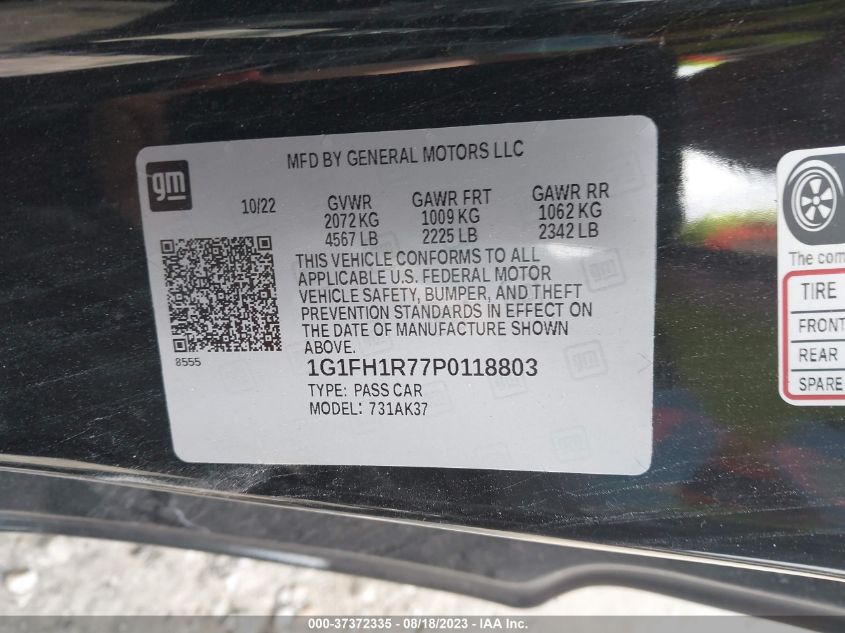 MFD BY GENERAL MOTORS LLC
gm
10/22
GVWR
2072 KG
4567 LB
GAWR FRT
1009 KG
2225 LB
GAWR RR
1062 KG
2342 LB
THIS VEHICLE CONFORMS TO ALL
APPLICABLE U.S. FEDERAL MOTOR
VEHICLE SAFETY, BUMPER, AND THEFT
PREVENTION STANDARDS IN EFFECT ON
THE DATE OF MANUFACTURE SHOWN
ABOVE.
8555
1G1FH1R77P0118803
TYPE: PASS CAR
MODEL: 731AK37
The com
TIRE
FRONT
REAR
SPARE
000-37372335 - 08/18/2023 - IAA Inc.